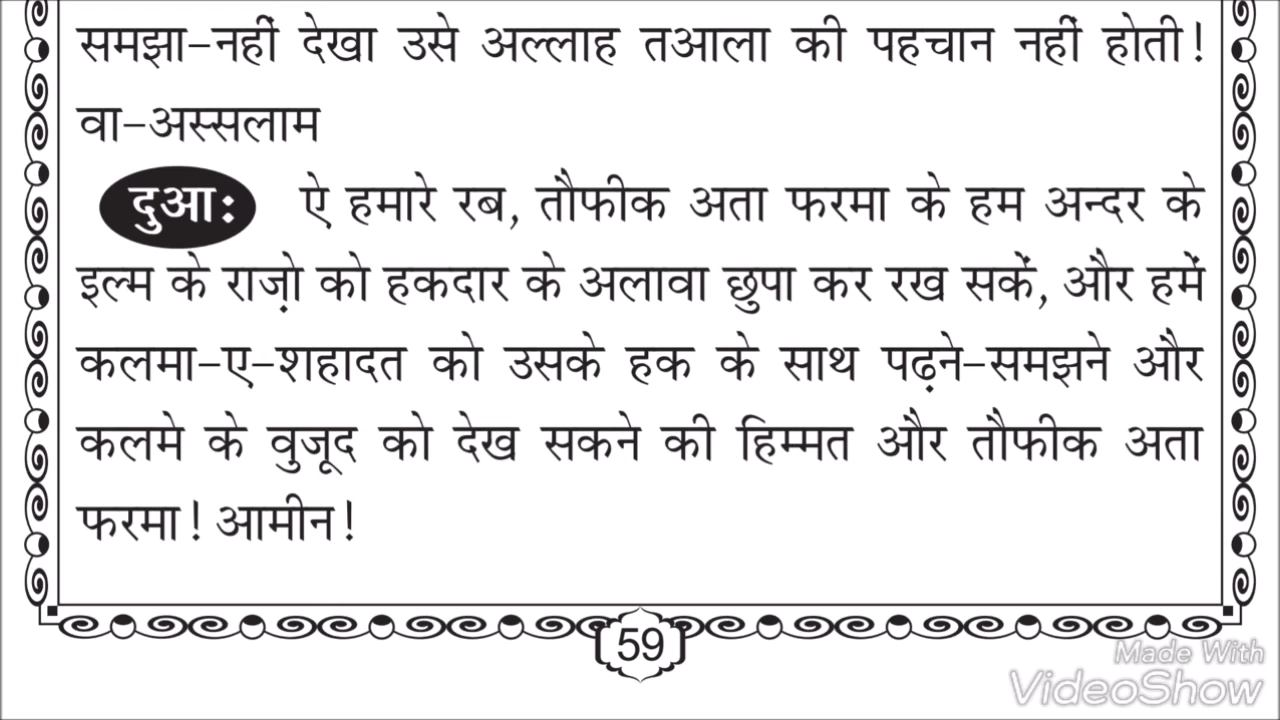 समझा-नहीं देखा उसे अल्लाह तआला की पहचान नहीं होती!
वा-अस्सलाम
दुआः ऐ हमारे रब, तौफीक अता फरमा के हम अन्दर के
इल्म के राज़ो को हकदार के अलावा छुपा कर रख सकें, और हमें
कलमा-ए-शहादत को उसके हक के साथ पढ़ने-समझने और
कलमे के वुजूद को देख सकने की हिम्मत और तौफीक अता
फरमा! आमीन!
59
Made With
VideoShow